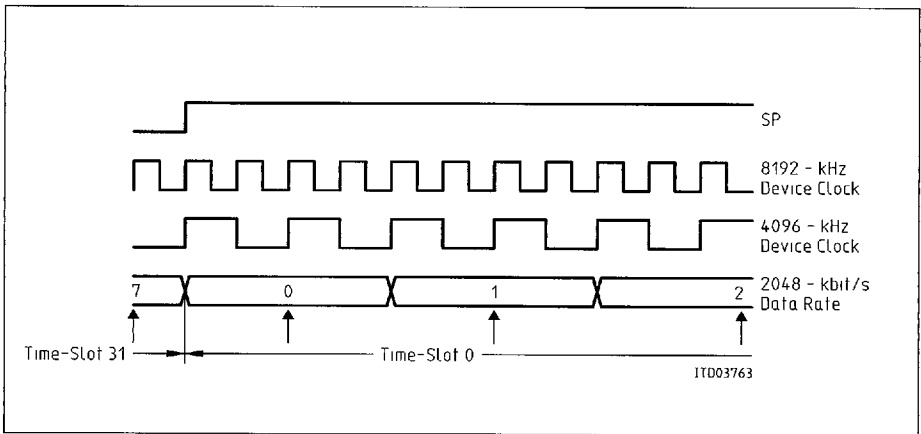 SP
8192 - kHz
Device Clock
4096 - kHz
Device Clock
7 0 1 2 2048 - kbit/s
Data Rate
Time-Slot 31 Time-Slot 0
ITD03763